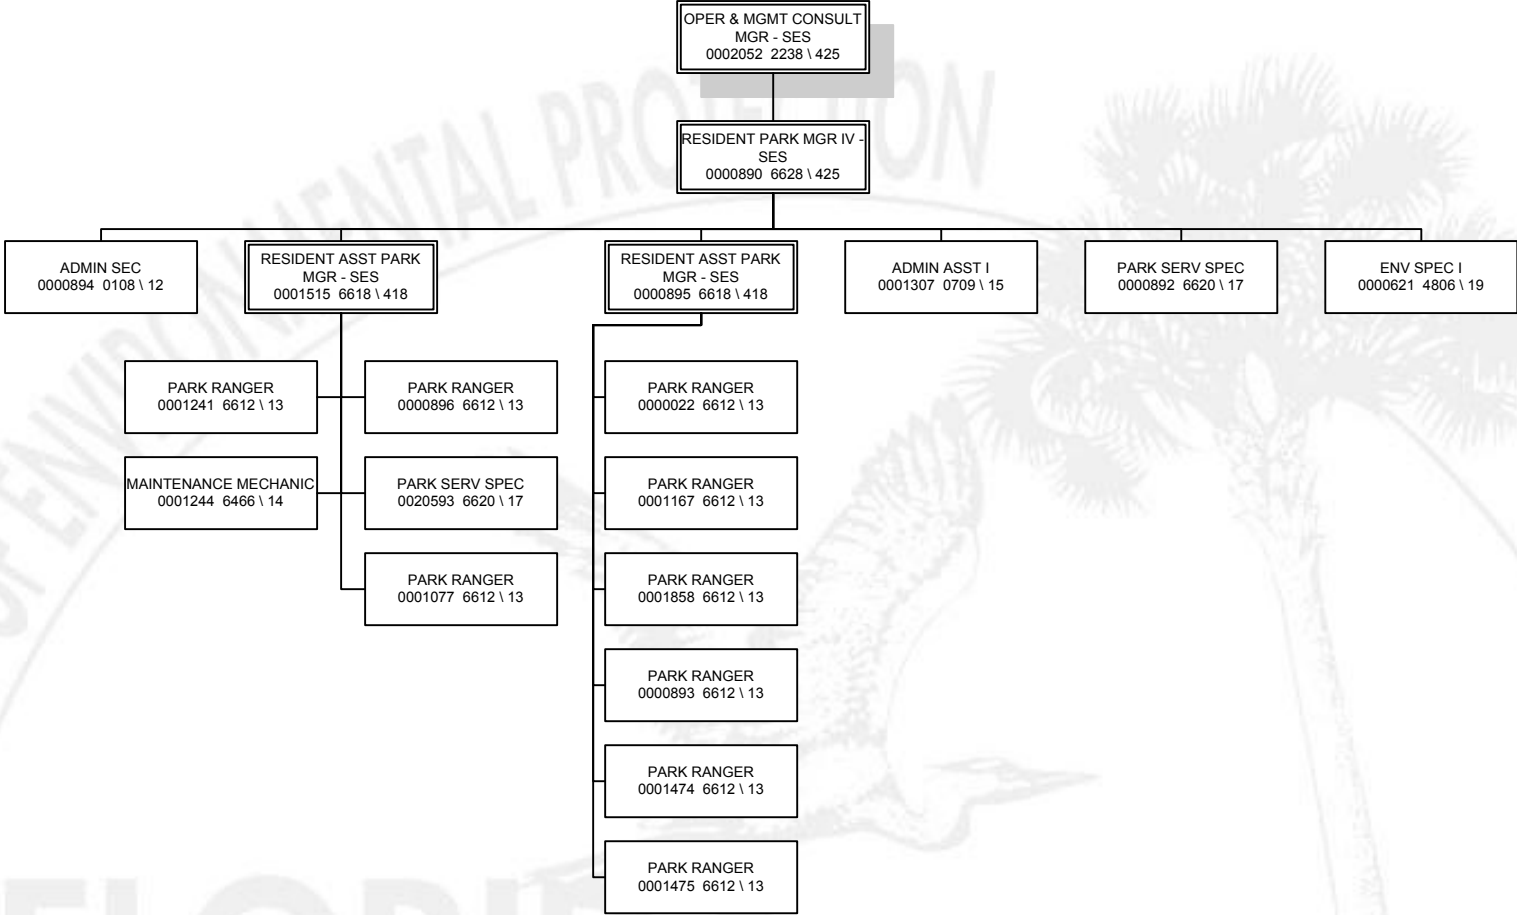 OPER & MGMT CONSULT
MGR - SES
0002052 2238 \ 425
RESIDENT PARK MGR IV -
SES
0000890 6628 \ 425
ADMIN SEC
0000894 0108 \ 12
RESIDENT ASST PARK
MGR - SES
0001515 6618 \ 418
RESIDENT ASST PARK
MGR - SES
0000895 6618 \ 418
ADMIN ASST I
0001307 0709 \ 15
PARK SERV SPEC
0000892 6620 \ 17
ENV SPEC I
0000621 4806 \ 19
PARK RANGER
0001241 6612 \ 13
PARK RANGER
0000896 6612 \ 13
MAINTENANCE MECHANIC
0001244 6466 \ 14
PARK SERV SPEC
0020593 6620 \ 17
PARK RANGER
0001077 6612 \ 13
PARK RANGER
0000022 6612 \ 13
PARK RANGER
0001167 6612 \ 13
PARK RANGER
0001858 6612 \ 13
PARK RANGER
0000893 6612 \ 13
PARK RANGER
0001474 6612 \ 13
PARK RANGER
0001475 6612 \ 13
OF ENVIRONMENTAL PROTECTION